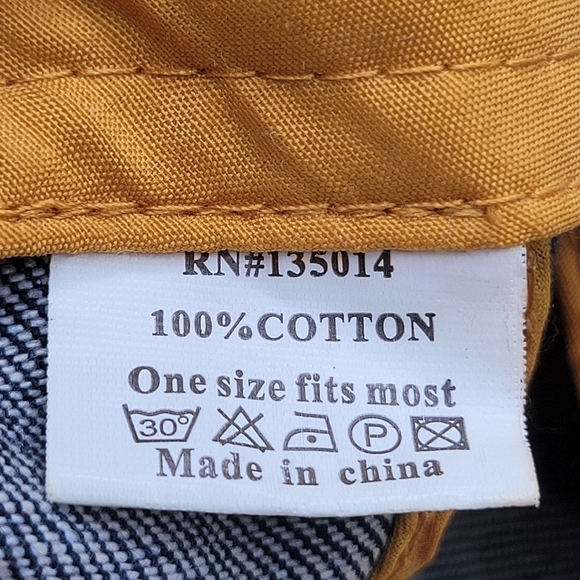 RN#135014
100%COTTON
One size fits most
30° P
Made in china